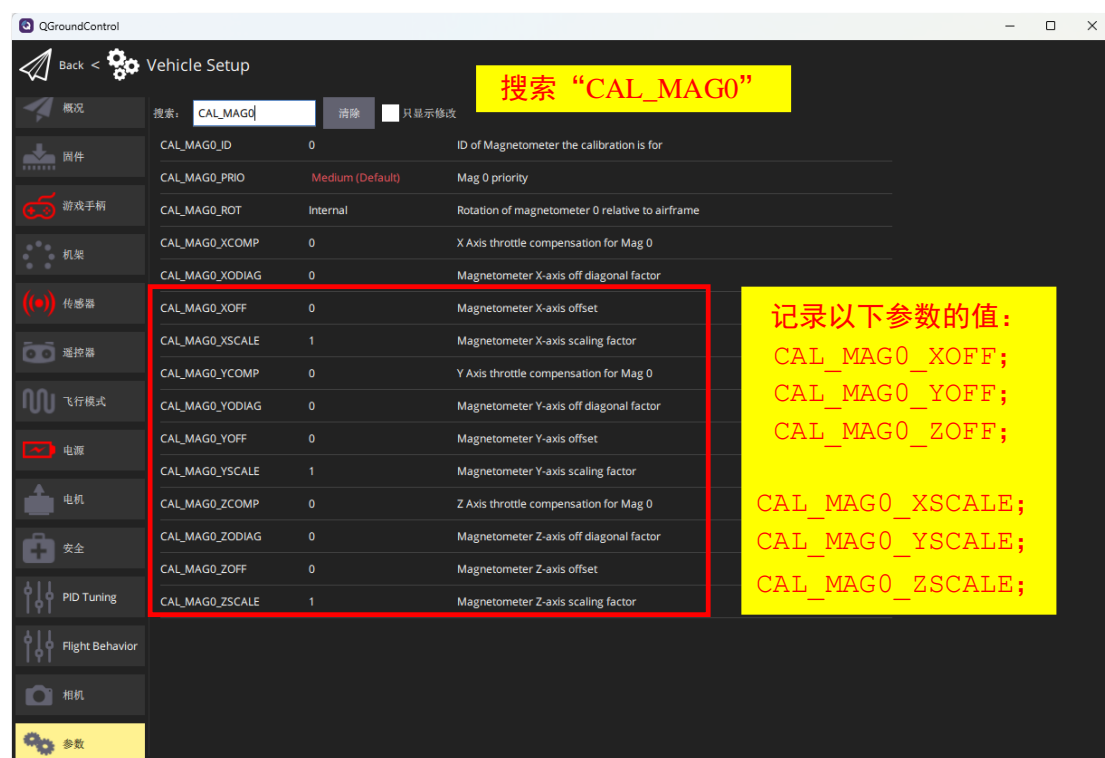 QGroundControl
Back < Vehicle Setup
搜索“CAL_MAG0”
概况
搜索: CAL_MAG0 清除 只显示修改
CAL_MAG0_ID 0 ID of Magnetometer the calibration is for
固件
CAL_MAG0_PRIO Medium (Default) Mag 0 priority
游戏手柄
CAL_MAG0_ROT Internal Rotation of magnetometer 0 relative to airframe
机架
CAL_MAG0_XCOMP 0 X Axis throttle compensation for Mag 0
CAL_MAG0_XODIAG 0 Magnetometer X-axis off diagonal factor
传感器
CAL_MAG0_XOFF 0 Magnetometer X-axis offset
CAL_MAG0_XSCALE 1 Magnetometer X-axis scaling factor
遥控器
CAL_MAG0_YCOMP 0 Y Axis throttle compensation for Mag 0
飞行模式
CAL_MAG0_YODIAG 0 Magnetometer Y-axis off diagonal factor
CAL_MAG0_YOFF 0 Magnetometer Y-axis offset
电源
CAL_MAG0_YSCALE 1 Magnetometer Y-axis scaling factor
电机
CAL_MAG0_ZCOMP 0 Z Axis throttle compensation for Mag 0
CAL_MAG0_ZODIAG 0 Magnetometer Z-axis off diagonal factor
安全
CAL_MAG0_ZOFF 0 Magnetometer Z-axis offset
PID Tuning
CAL_MAG0_ZSCALE 1 Magnetometer Z-axis scaling factor
Flight Behavior
相机
参数
记录以下参数的值：
CAL_MAG0_XOFF;
CAL_MAG0_YOFF;
CAL_MAG0_ZOFF;
CAL_MAG0_XSCALE;
CAL_MAG0_YSCALE;
CAL_MAG0_ZSCALE;